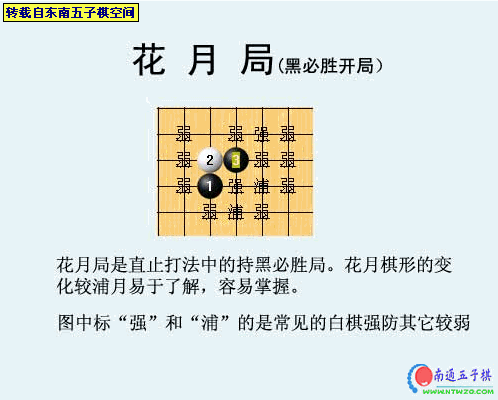 转载自东南五子棋空间
花 月 局(黑必胜开局)
弱 弱 强 弱
弱 2 3 弱 弱
弱 1 强 浦 弱
弱 浦 弱
花月局是直止打法中的持黑必胜局。花月棋形的变
化较浦月易于了解，容易掌握。
图中标“强”和“浦”的是常见的白棋强防其它较弱
南通五子棋
WWW.NTWZQ.COM